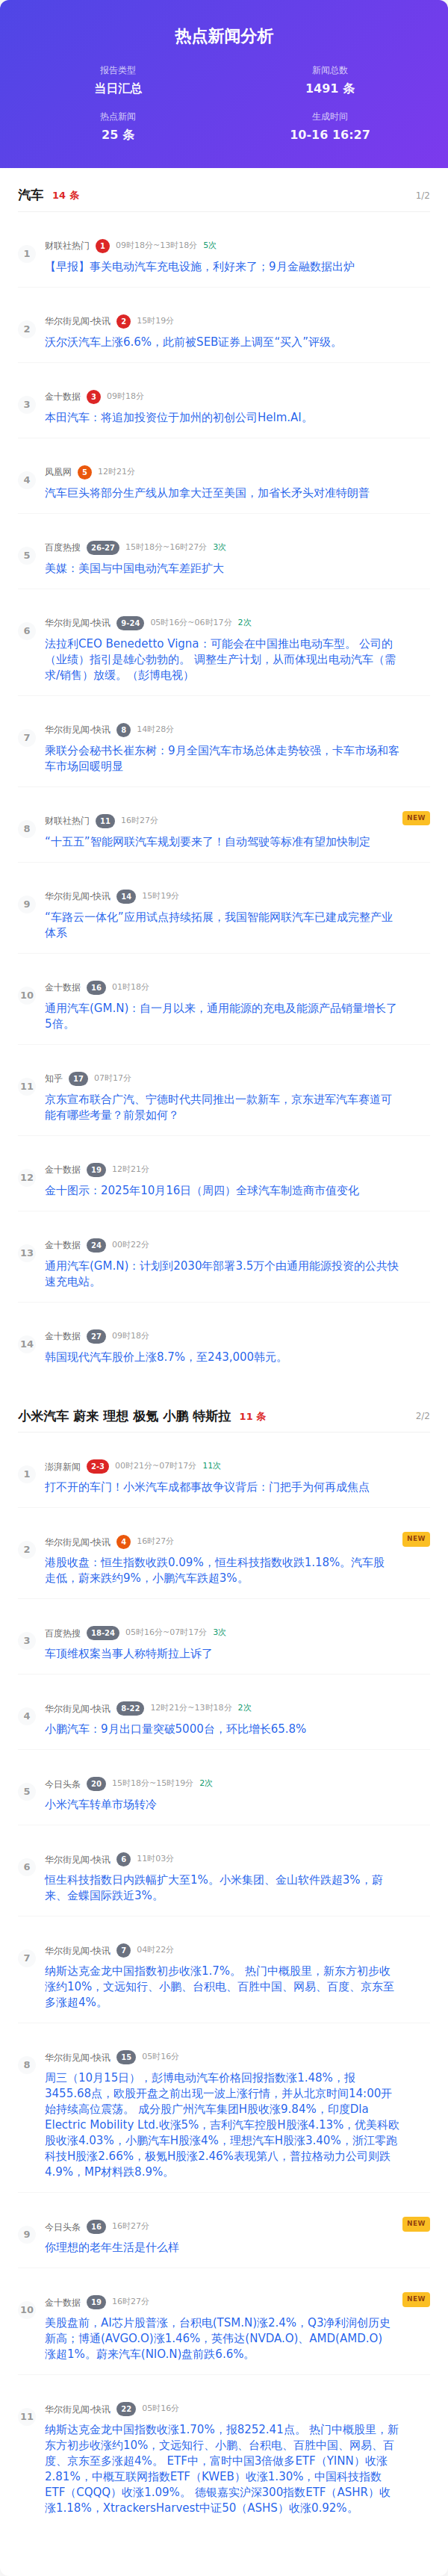 热点新闻分析
报告类型
当日汇总
新闻总数
1491 条
热点新闻
25 条
生成时间
10-16 16:27
汽车 14 条 1/2
1
财联社热门 1 09时18分~13时18分 5次
【早报】事关电动汽车充电设施，利好来了；9月金融数据出炉
2
华尔街见闻-快讯 2 15时19分
沃尔沃汽车上涨6.6%，此前被SEB证券上调至“买入”评级。
3
金十数据 3 09时18分
本田汽车：将追加投资位于加州的初创公司Helm.AI。
4
凤凰网 5 12时21分
汽车巨头将部分生产线从加拿大迁至美国，加省长矛头对准特朗普
5
百度热搜 26-27 15时18分~16时27分 3次
美媒：美国与中国电动汽车差距扩大
6
华尔街见闻-快讯 9-24 05时16分~06时17分 2次
法拉利CEO Benedetto Vigna：可能会在中国推出电动车型。 公司的
（业绩）指引是雄心勃勃的。 调整生产计划，从而体现出电动汽车（需
求/销售）放缓。（彭博电视）
7
华尔街见闻-快讯 8 14时28分
乘联分会秘书长崔东树：9月全国汽车市场总体走势较强，卡车市场和客
车市场回暖明显
NEW
8
财联社热门 11 16时27分
“十五五”智能网联汽车规划要来了！自动驾驶等标准有望加快制定
9
华尔街见闻-快讯 14 15时19分
“车路云一体化”应用试点持续拓展，我国智能网联汽车已建成完整产业
体系
10
金十数据 16 01时18分
通用汽车(GM.N)：自一月以来，通用能源的充电及能源产品销量增长了
5倍。
11
知乎 17 07时17分
京东宣布联合广汽、宁德时代共同推出一款新车，京东进军汽车赛道可
能有哪些考量？前景如何？
12
金十数据 19 12时21分
金十图示：2025年10月16日（周四）全球汽车制造商市值变化
13
金十数据 24 00时22分
通用汽车(GM.N)：计划到2030年部署3.5万个由通用能源投资的公共快
速充电站。
14
金十数据 27 09时18分
韩国现代汽车股价上涨8.7%，至243,000韩元。
小米汽车 蔚来 理想 极氪 小鹏 特斯拉 11 条 2/2
1
澎湃新闻 2-3 00时21分~07时17分 11次
打不开的车门！小米汽车成都事故争议背后：门把手为何再成焦点
NEW
2
华尔街见闻-快讯 4 16时27分
港股收盘：恒生指数收跌0.09%，恒生科技指数收跌1.18%。汽车股
走低，蔚来跌约9%，小鹏汽车跌超3%。
3
百度热搜 18-24 05时16分~07时17分 3次
车顶维权案当事人称特斯拉上诉了
4
华尔街见闻-快讯 8-22 12时21分~13时18分 2次
小鹏汽车：9月出口量突破5000台，环比增长65.8%
5
今日头条 20 15时18分~15时19分 2次
小米汽车转单市场转冷
6
华尔街见闻-快讯 6 11时03分
恒生科技指数日内跌幅扩大至1%。小米集团、金山软件跌超3%，蔚
来、金蝶国际跌近3%。
7
华尔街见闻-快讯 7 04时22分
纳斯达克金龙中国指数初步收涨1.7%。 热门中概股里，新东方初步收
涨约10%，文远知行、小鹏、台积电、百胜中国、网易、百度、京东至
多涨超4%。
8
华尔街见闻-快讯 15 05时16分
周三（10月15日），彭博电动汽车价格回报指数涨1.48%，报
3455.68点，欧股开盘之前出现一波上涨行情，并从北京时间14:00开
始持续高位震荡。 成分股广州汽车集团H股收涨9.84%，印度Dla
Electric Mobility Ltd.收涨5%，吉利汽车控股H股涨4.13%，优美科欧
股收涨4.03%，小鹏汽车H股涨4%，理想汽车H股涨3.40%，浙江零跑
科技H股涨2.66%，极氪H股涨2.46%表现第八，普拉格动力公司则跌
4.9%，MP材料跌8.9%。
NEW
9
今日头条 16 16时27分
你理想的老年生活是什么样
NEW
10
金十数据 19 16时27分
美股盘前，AI芯片股普涨，台积电(TSM.N)涨2.4%，Q3净利润创历史
新高；博通(AVGO.O)涨1.46%，英伟达(NVDA.O)、AMD(AMD.O)
涨超1%。蔚来汽车(NIO.N)盘前跌6.6%。
11
华尔街见闻-快讯 22 05时16分
纳斯达克金龙中国指数收涨1.70%，报8252.41点。 热门中概股里，新
东方初步收涨约10%，文远知行、小鹏、台积电、百胜中国、网易、百
度、京东至多涨超4%。 ETF中，富时中国3倍做多ETF（YINN）收涨
2.81%，中概互联网指数ETF（KWEB）收涨1.30%，中国科技指数
ETF（CQQQ）收涨1.09%。 德银嘉实沪深300指数ETF（ASHR）收
涨1.18%，XtrackersHarvest中证50（ASHS）收涨0.92%。